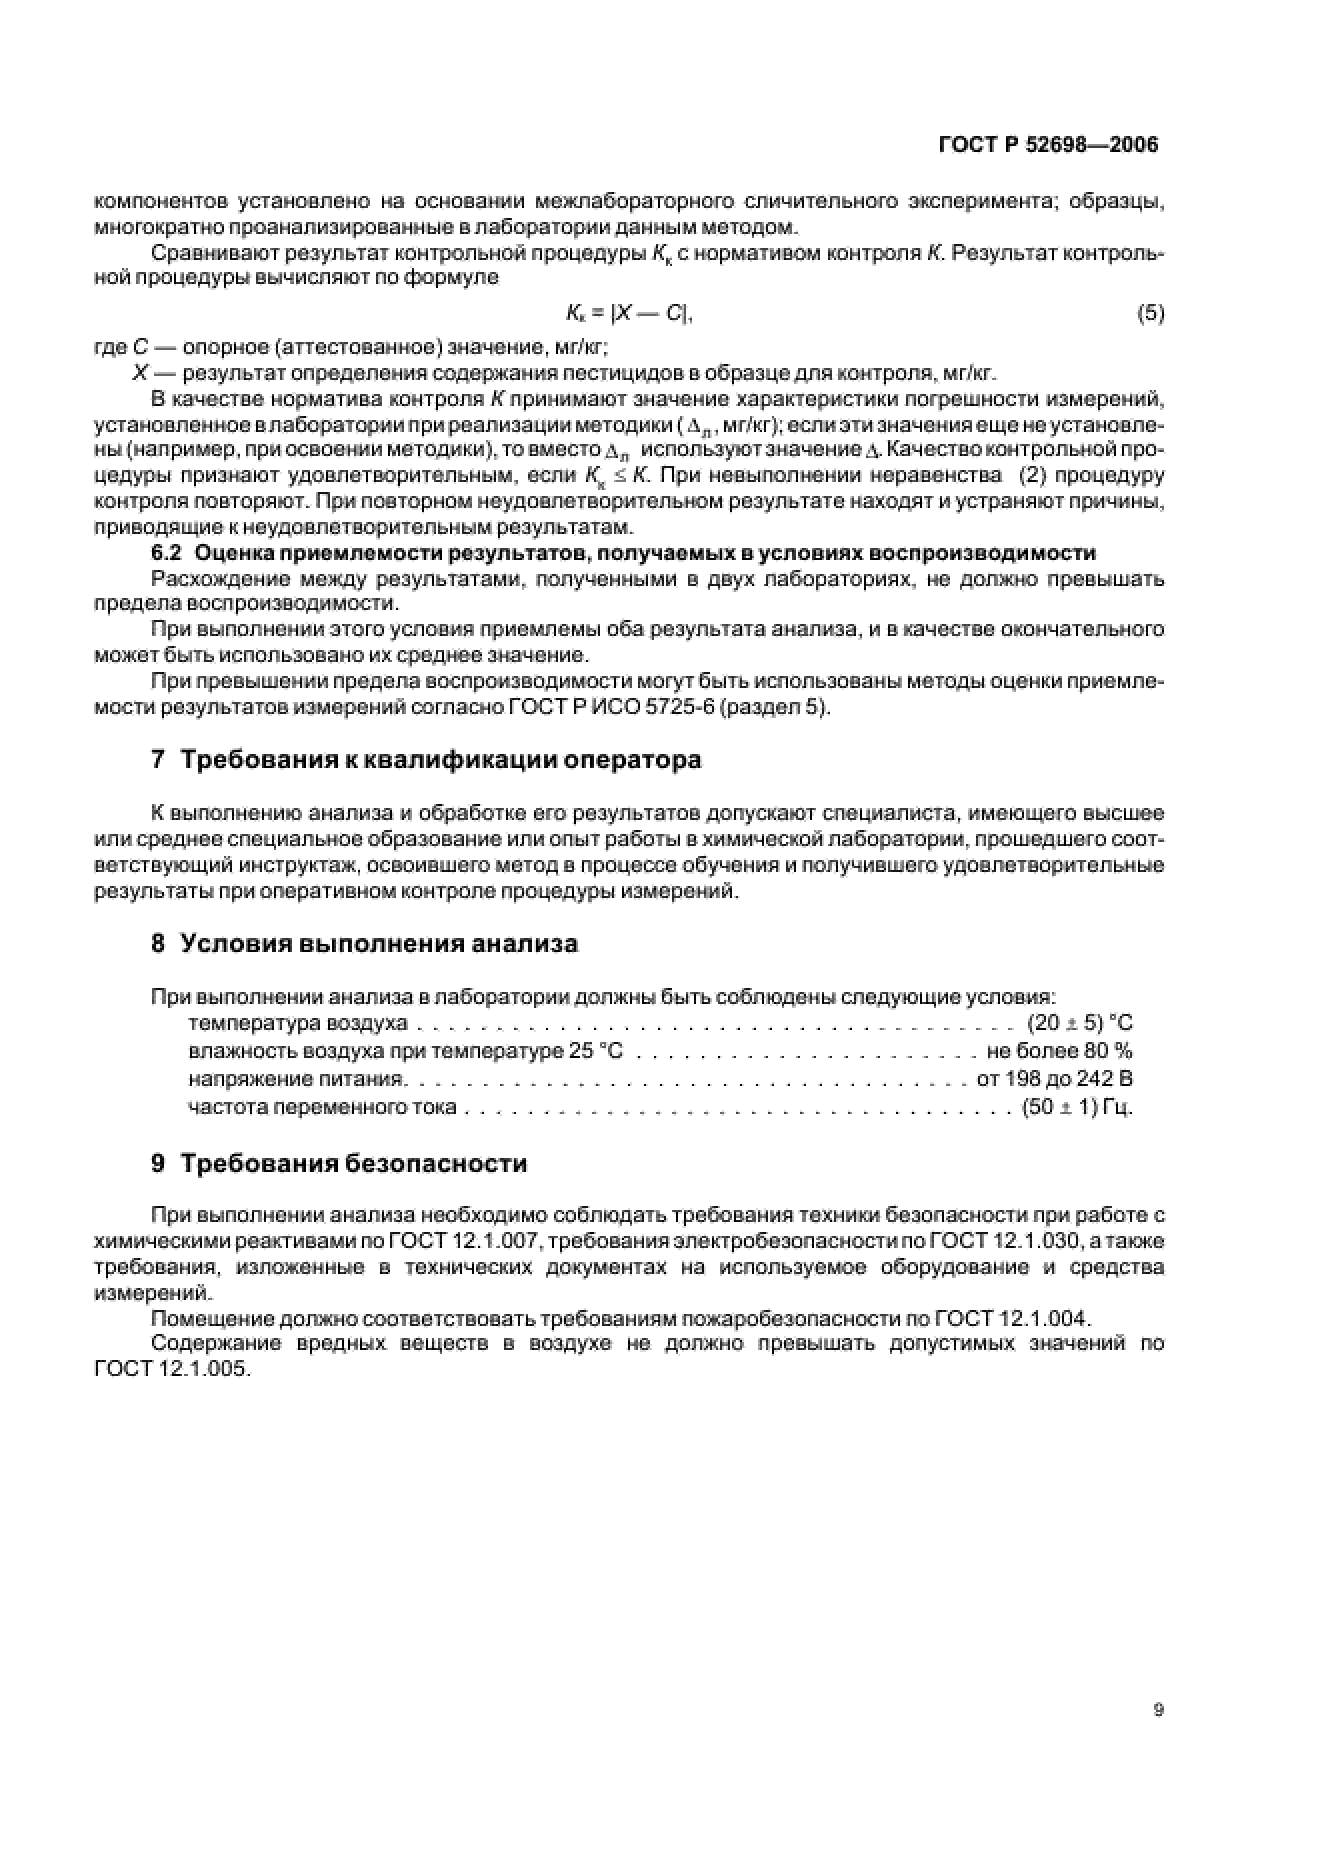 ГОСТ Р 52698—2006
компонентов установлено на основании межлабораторного сличительного эксперимента; образцы,
многократно проанализированные в лаборатории данным методом.
Сравнивают результат контрольной процедуры Kк с нормативом контроля K. Результат контроль-
ной процедуры вычисляют по формуле
Kк = |X — C|, (5)
где C — опорное (аттестованное) значение, мг/кг;
X — результат определения содержания пестицидов в образце для контроля, мг/кг.
В качестве норматива контроля K принимают значение характеристики погрешности измерений,
установленное в лаборатории при реализации методики (Δл, мг/кг); если эти значения еще не установле-
ны (например, при освоении методики), то вместо Δл используют значение Δ. Качество контрольной про-
цедуры признают удовлетворительным, если Kк ≤ K. При невыполнении неравенства (2) процедуру
контроля повторяют. При повторном неудовлетворительном результате находят и устраняют причины,
приводящие к неудовлетворительным результатам.
6.2 Оценка приемлемости результатов, получаемых в условиях воспроизводимости
Расхождение между результатами, полученными в двух лабораториях, не должно превышать
предела воспроизводимости.
При выполнении этого условия приемлемы оба результата анализа, и в качестве окончательного
может быть использовано их среднее значение.
При превышении предела воспроизводимости могут быть использованы методы оценки приемле-
мости результатов измерений согласно ГОСТ Р ИСО 5725-6 (раздел 5).
7 Требования к квалификации оператора
К выполнению анализа и обработке его результатов допускают специалиста, имеющего высшее
или среднее специальное образование или опыт работы в химической лаборатории, прошедшего соот-
ветствующий инструктаж, освоившего метод в процессе обучения и получившего удовлетворительные
результаты при оперативном контроле процедуры измерений.
8 Условия выполнения анализа
При выполнении анализа в лаборатории должны быть соблюдены следующие условия:
температура воздуха . . . . . . . . . . . . . . . . . . . . . . . . . . . . . . . . . . . . . . (20 ± 5) °С
влажность воздуха при температуре 25 °С . . . . . . . . . . . . . . . . . . . . . . не более 80 %
напряжение питания. . . . . . . . . . . . . . . . . . . . . . . . . . . . . . . . . . . . от 198 до 242 В
частота переменного тока . . . . . . . . . . . . . . . . . . . . . . . . . . . . . . . . . . . (50 ± 1) Гц.
9 Требования безопасности
При выполнении анализа необходимо соблюдать требования техники безопасности при работе с
химическими реактивами по ГОСТ 12.1.007, требования электробезопасности по ГОСТ 12.1.030, а также
требования, изложенные в технических документах на используемое оборудование и средства
измерений.
Помещение должно соответствовать требованиям пожаробезопасности по ГОСТ 12.1.004.
Содержание вредных веществ в воздухе не должно превышать допустимых значений по
ГОСТ 12.1.005.
9